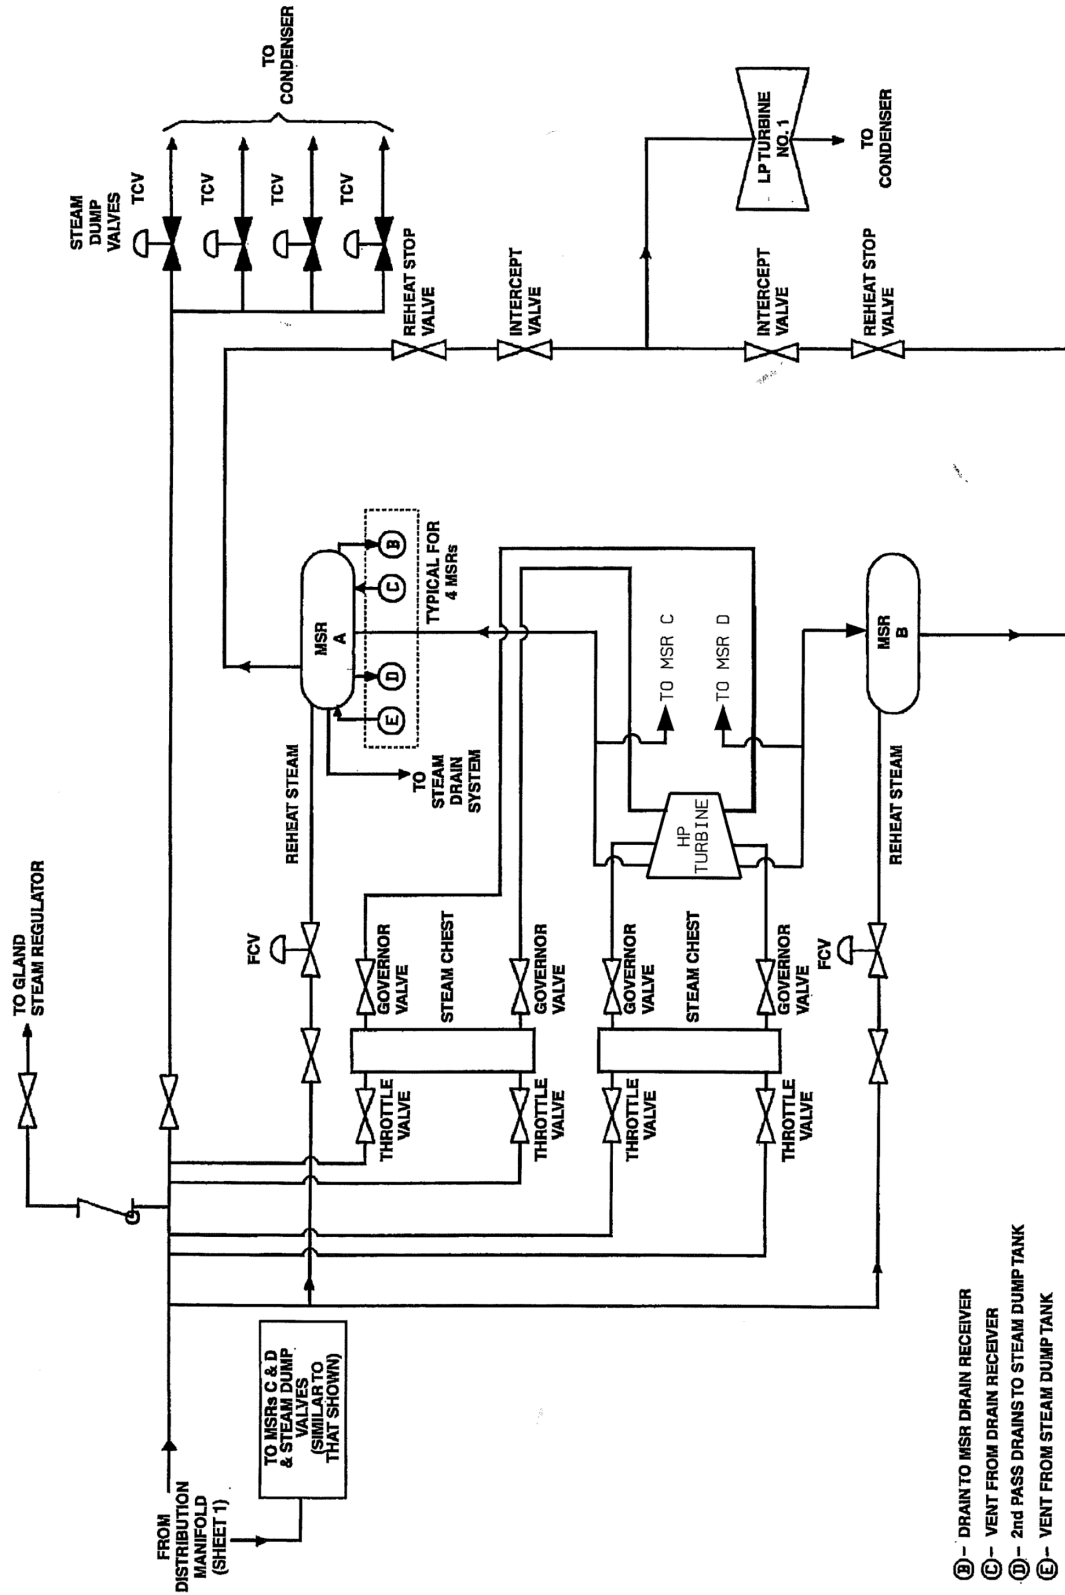 TO GLAND
STEAM REGULATOR
STEAM
DUMP
VALVES
TCV
TCV
TCV
TCV
TO
CONDENSER
FROM
DISTRIBUTION
MANIFOLD
(SHEET 1)
TO MSRs C & D
& STEAM DUMP
VALVES
(SIMILAR TO
THAT SHOWN)
FCV
REHEAT STEAM
MSR
A
E
D
C
B
TYPICAL FOR
4 MSRs
TO
STEAM
DRAIN
SYSTEM
REHEAT STOP
VALVE
INTERCEPT
VALVE
THROTTLE
VALVE
GOVERNOR
VALVE
STEAM CHEST
THROTTLE
VALVE
GOVERNOR
VALVE
THROTTLE
VALVE
GOVERNOR
VALVE
STEAM CHEST
THROTTLE
VALVE
GOVERNOR
VALVE
HP
TURBINE
TO MSR C
TO MSR D
LP TURBINE
NO. 1
TO
CONDENSER
INTERCEPT
VALVE
REHEAT STOP
VALVE
FCV
REHEAT STEAM
MSR
B
B – DRAIN TO MSR DRAIN RECEIVER
C – VENT FROM DRAIN RECEIVER
D – 2nd PASS DRAINS TO STEAM DUMP TANK
E – VENT FROM STEAM DUMP TANK